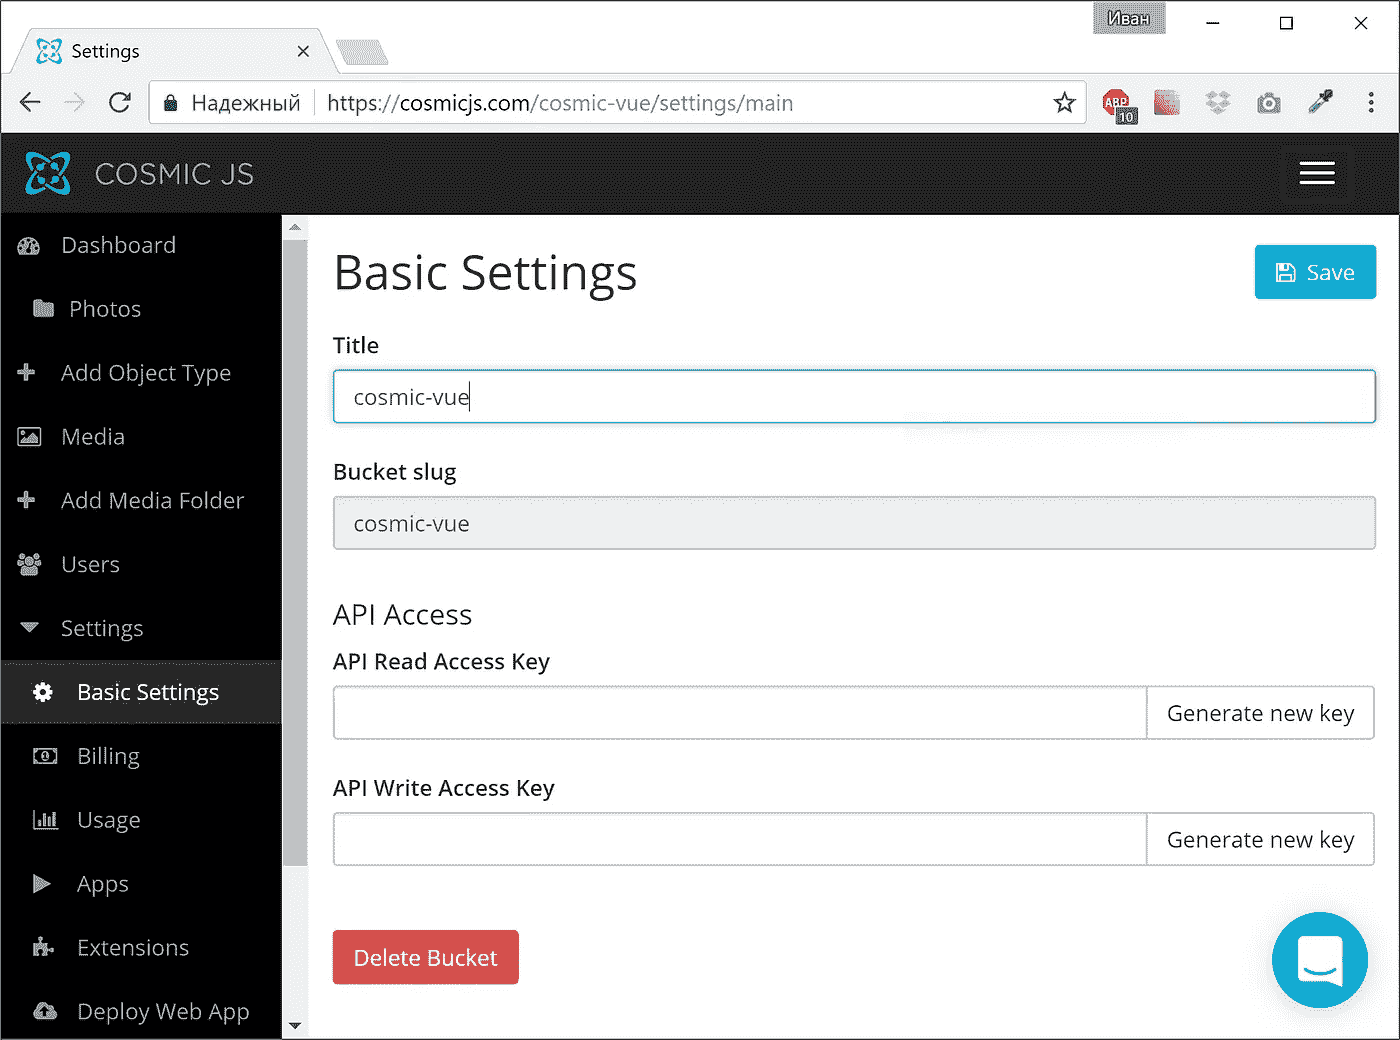 Иван
Settings
Надежный https://cosmicjs.com/cosmic-vue/settings/main
ABP
10
COSMIC JS
Dashboard
Photos
Add Object Type
Media
Add Media Folder
Users
Settings
Basic Settings
Billing
Usage
Apps
Extensions
Deploy Web App
Basic Settings
Save
Title
cosmic-vue
Bucket slug
cosmic-vue
API Access
API Read Access Key
Generate new key
API Write Access Key
Generate new key
Delete Bucket